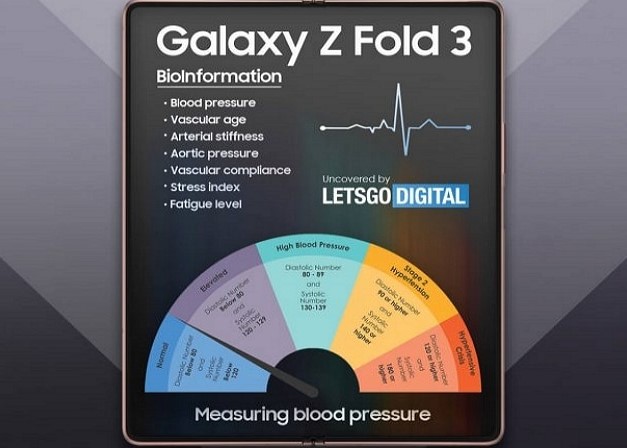 Galaxy Z Fold 3
BioInformation
· Blood pressure
· Vascular age
· Arterial stiffness
· Aortic pressure
· Vascular compliance
· Stress index
· Fatigue level
Uncovered by
LETSGO DIGITAL
Normal
Diastolic Number
Below 80
and
Systolic
Number
Below
120
Elevated
Diastolic Number
Below 80
and
Systolic
Number
120 - 129
High Blood Pressure
Diastolic Number
80 - 89
and
Systolic
Number
130-139
Stage 2
Hypertension
Diastolic Number
90 or higher
and
Systolic
Number
140 or
higher
Hypertensive
Crisis
Diastolic Number
120 or higher
and
Systolic
Number
180 or
higher
Measuring blood pressure